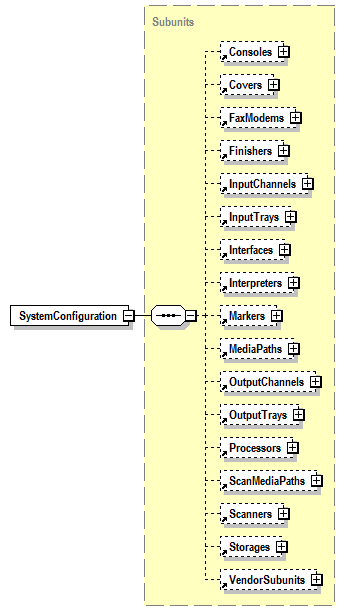 Subunits
Consoles
Covers
FaxModems
Finishers
InputChannels
InputTrays
Interfaces
Interpreters
SystemConfiguration
Markers
MediaPaths
OutputChannels
OutputTrays
Processors
ScanMediaPaths
Scanners
Storages
VendorSubunits